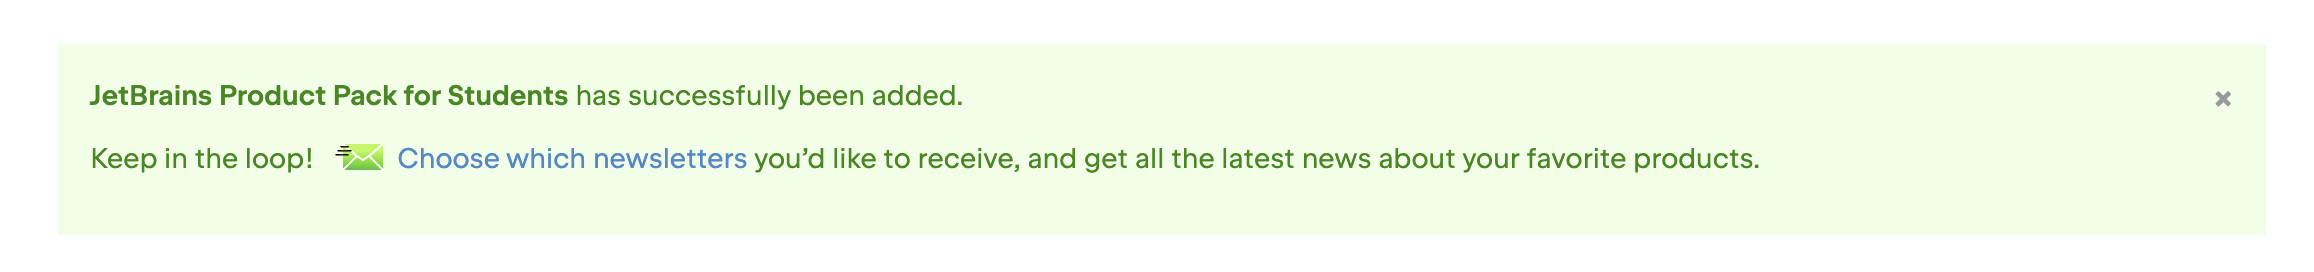 JetBrains Product Pack for Students has successfully been added.
Keep in the loop! Choose which newsletters you’d like to receive, and get all the latest news about your favorite products.